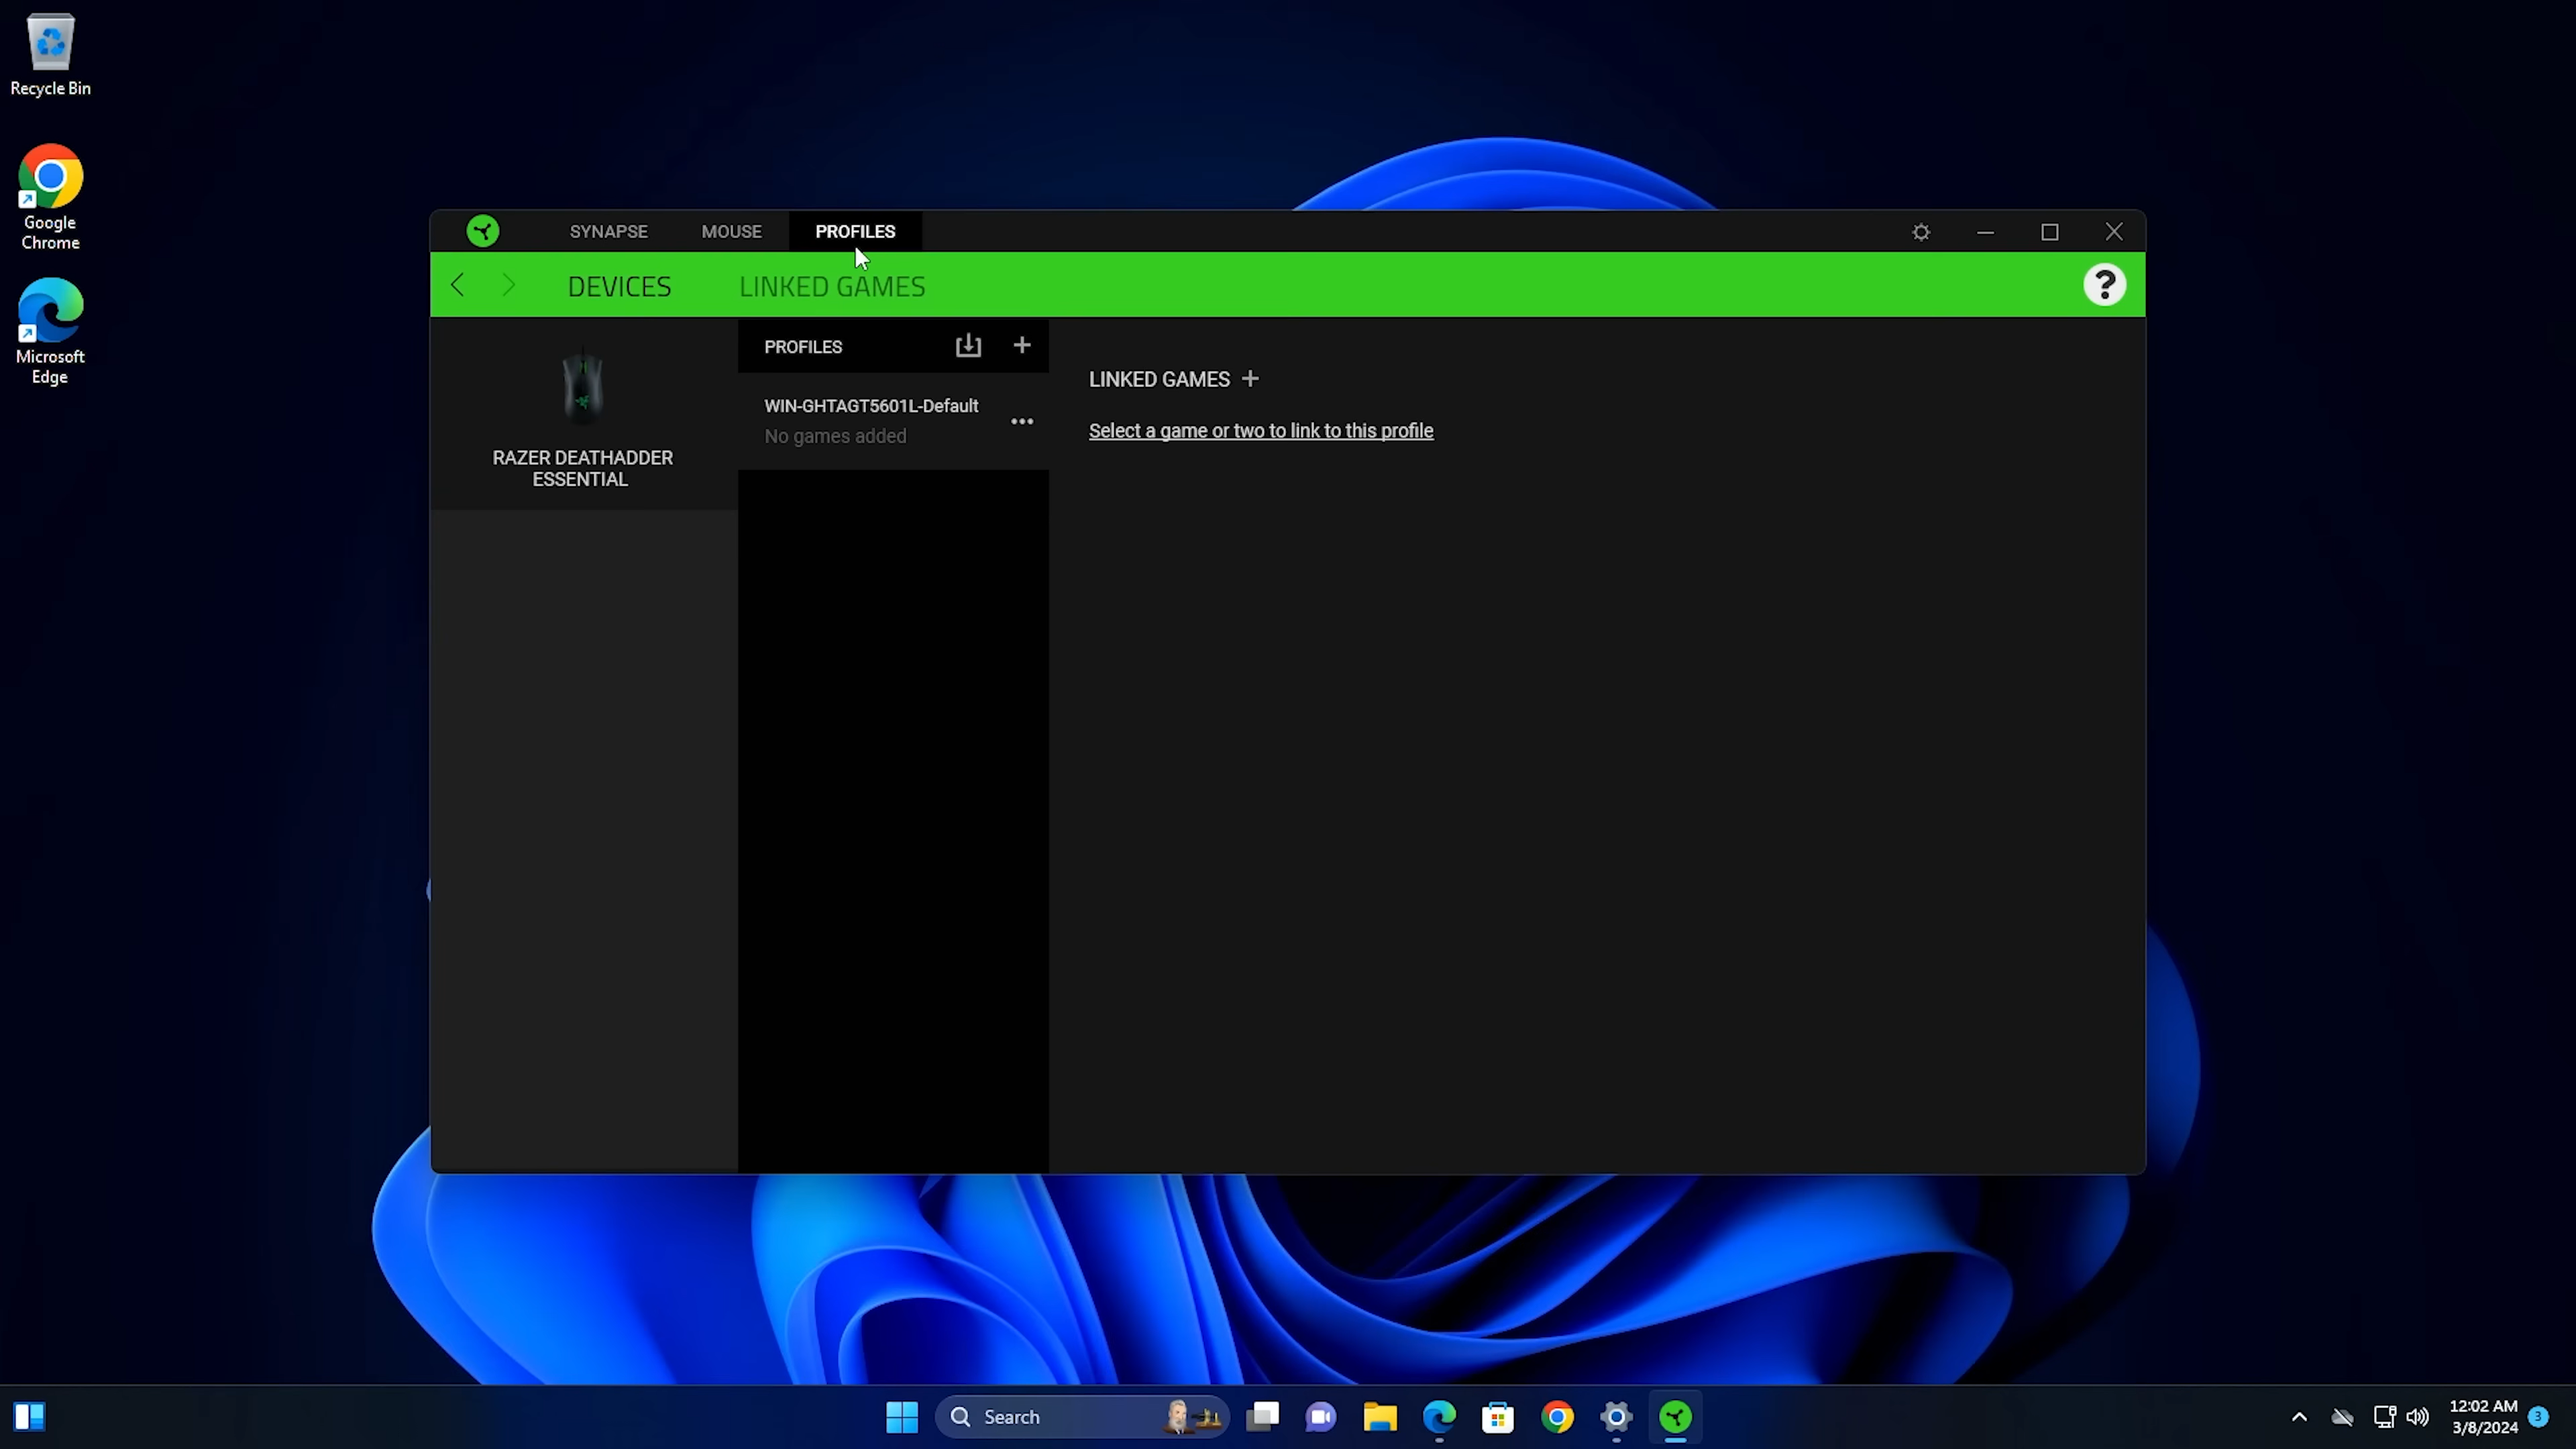 Recycle Bin
Google
Chrome
Microsoft
Edge
SYNAPSE MOUSE PROFILES
DEVICES LINKED GAMES ?
RAZER DEATHADDER
ESSENTIAL
PROFILES
WIN-GHTAGT5601L-Default
No games added
LINKED GAMES +
Select a game or two to link to this profile
Search
12:02 AM
3/8/2024
3